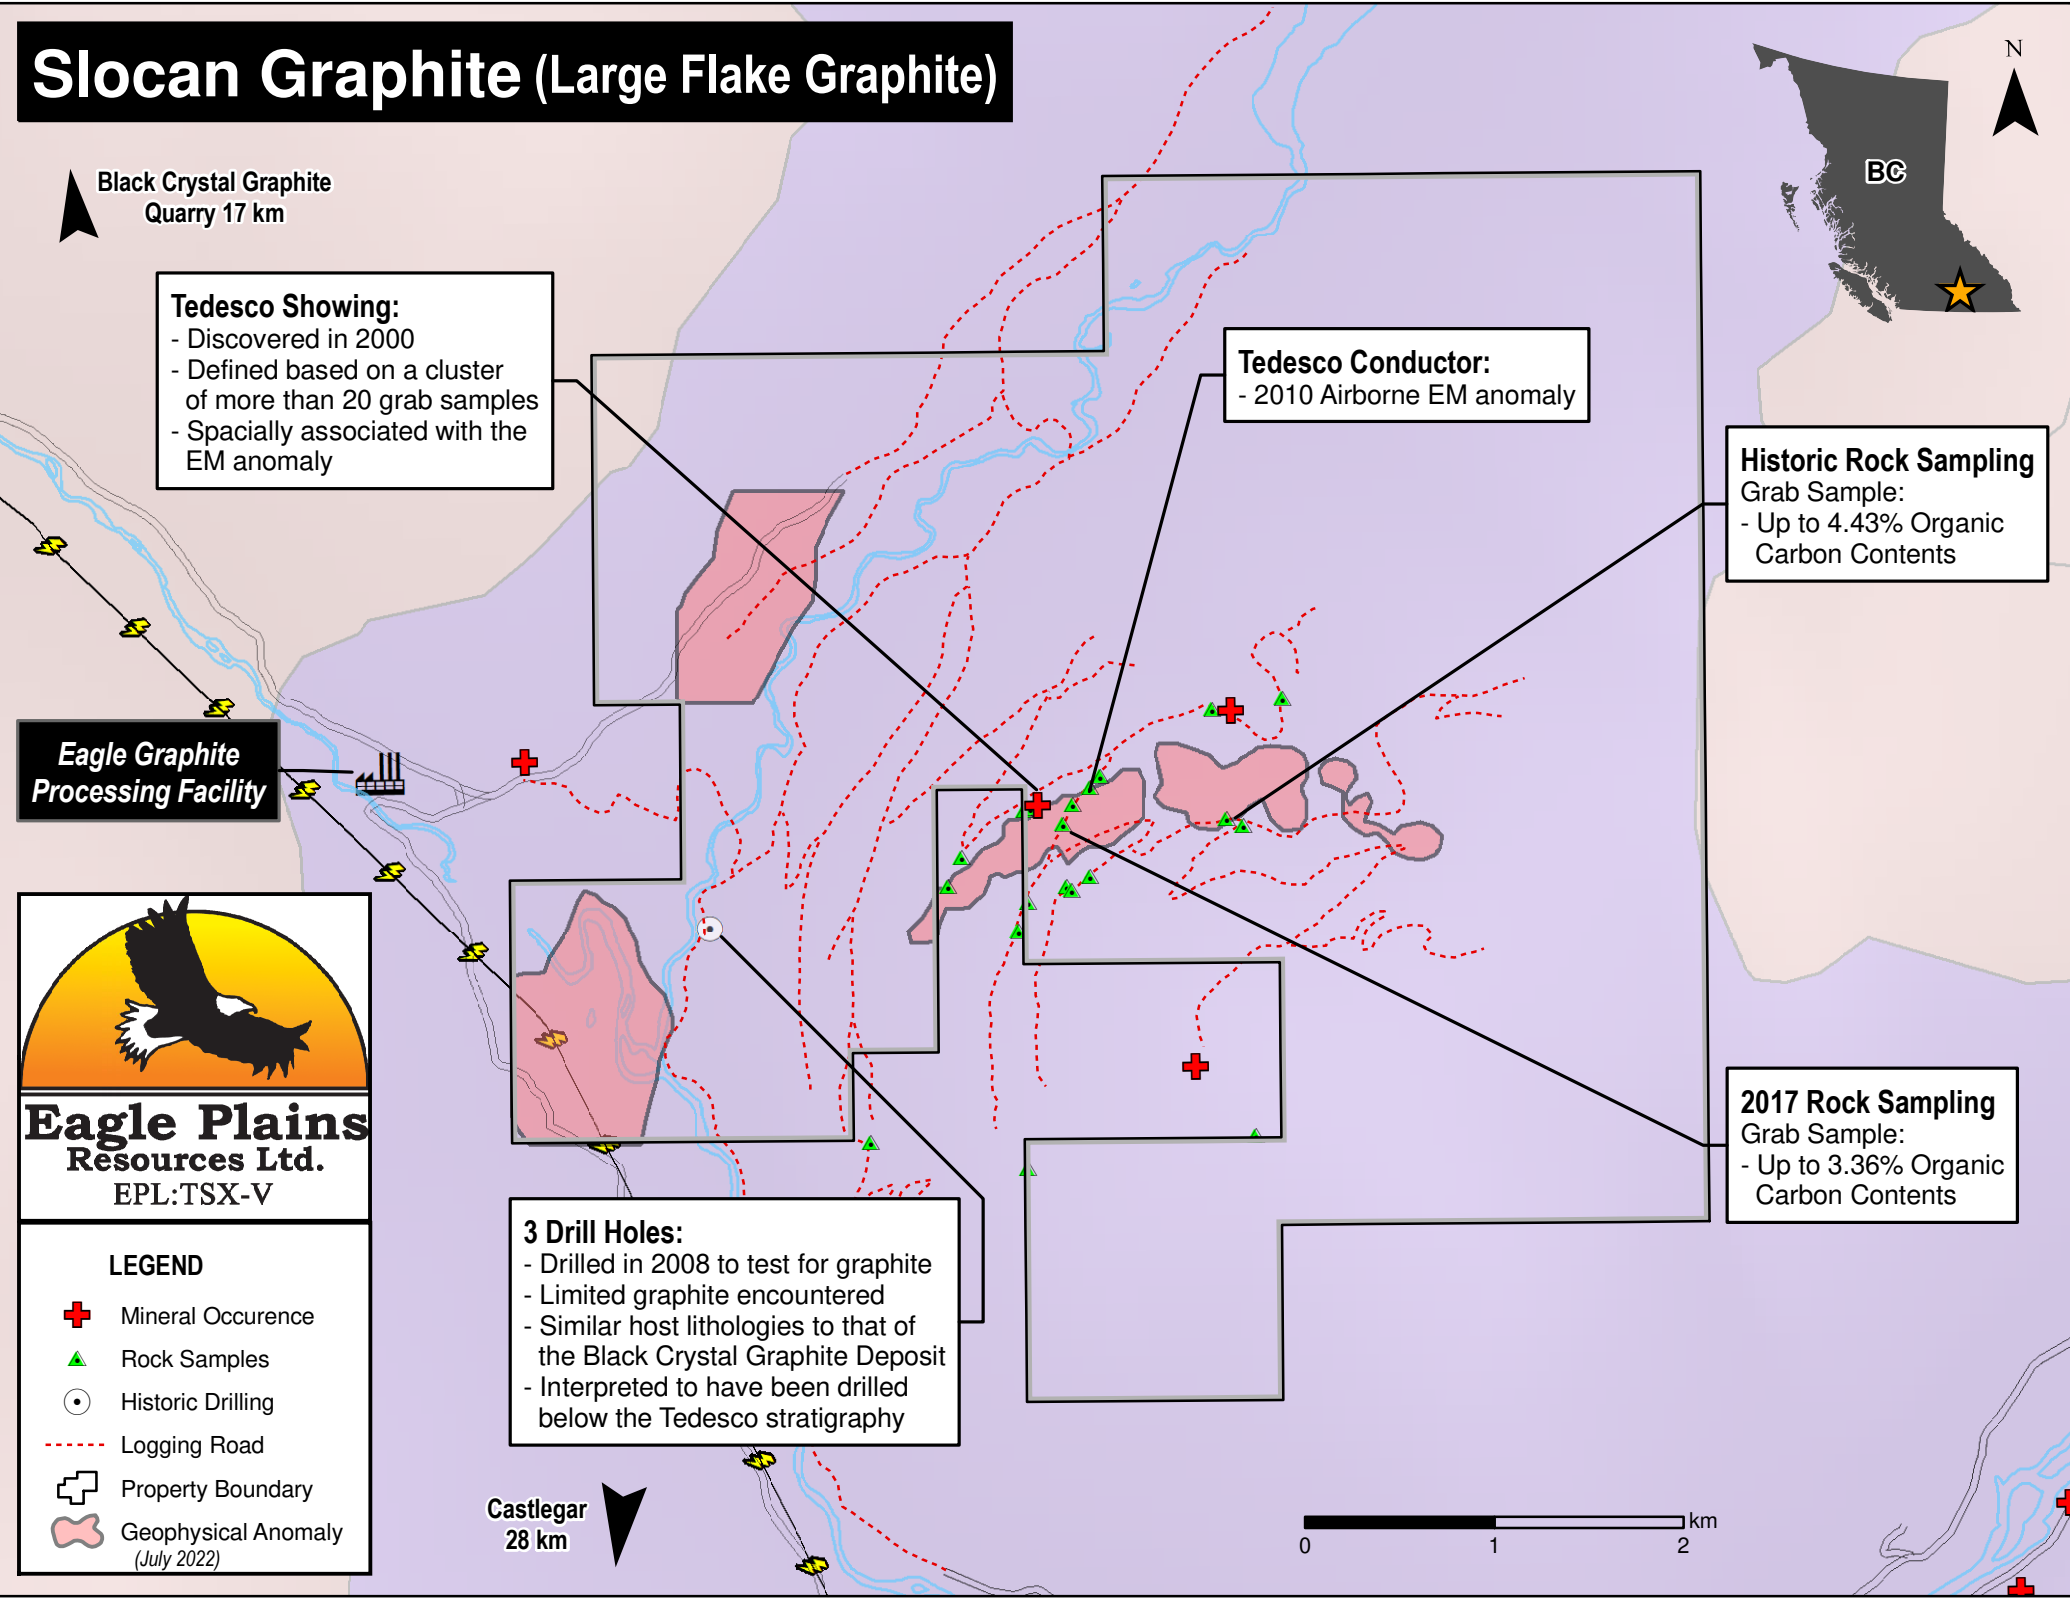 Slocan Graphite (Large Flake Graphite)
N
BC
Black Crystal Graphite
Quarry 17 km
Tedesco Showing:
- Discovered in 2000
- Defined based on a cluster
of more than 20 grab samples
- Spacially associated with the
EM anomaly
Tedesco Conductor:
- 2010 Airborne EM anomaly
Historic Rock Sampling
Grab Sample:
- Up to 4.43% Organic
Carbon Contents
Eagle Graphite
Processing Facility
Eagle Plains
Resources Ltd.
EPL:TSX-V
2017 Rock Sampling
Grab Sample:
- Up to 3.36% Organic
Carbon Contents
3 Drill Holes:
- Drilled in 2008 to test for graphite
- Limited graphite encountered
- Similar host lithologies to that of
the Black Crystal Graphite Deposit
- Interpreted to have been drilled
below the Tedesco stratigraphy
LEGEND
Mineral Occurence
Rock Samples
Historic Drilling
Logging Road
Property Boundary
Geophysical Anomaly
(July 2022)
Castlegar
28 km
km
0 1 2